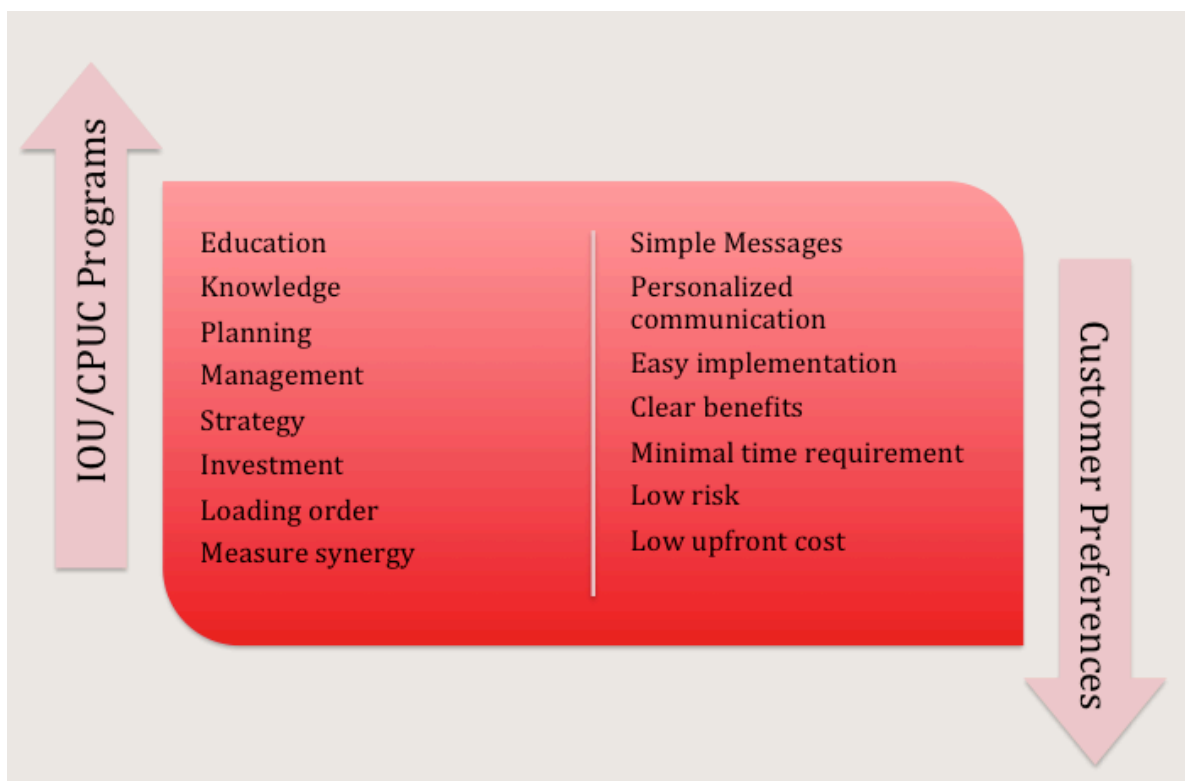 IOU/CPUC Programs
Education
Knowledge
Planning
Management
Strategy
Investment
Loading order
Measure synergy
Simple Messages
Personalized
communication
Easy implementation
Clear benefits
Minimal time requirement
Low risk
Low upfront cost
Customer Preferences